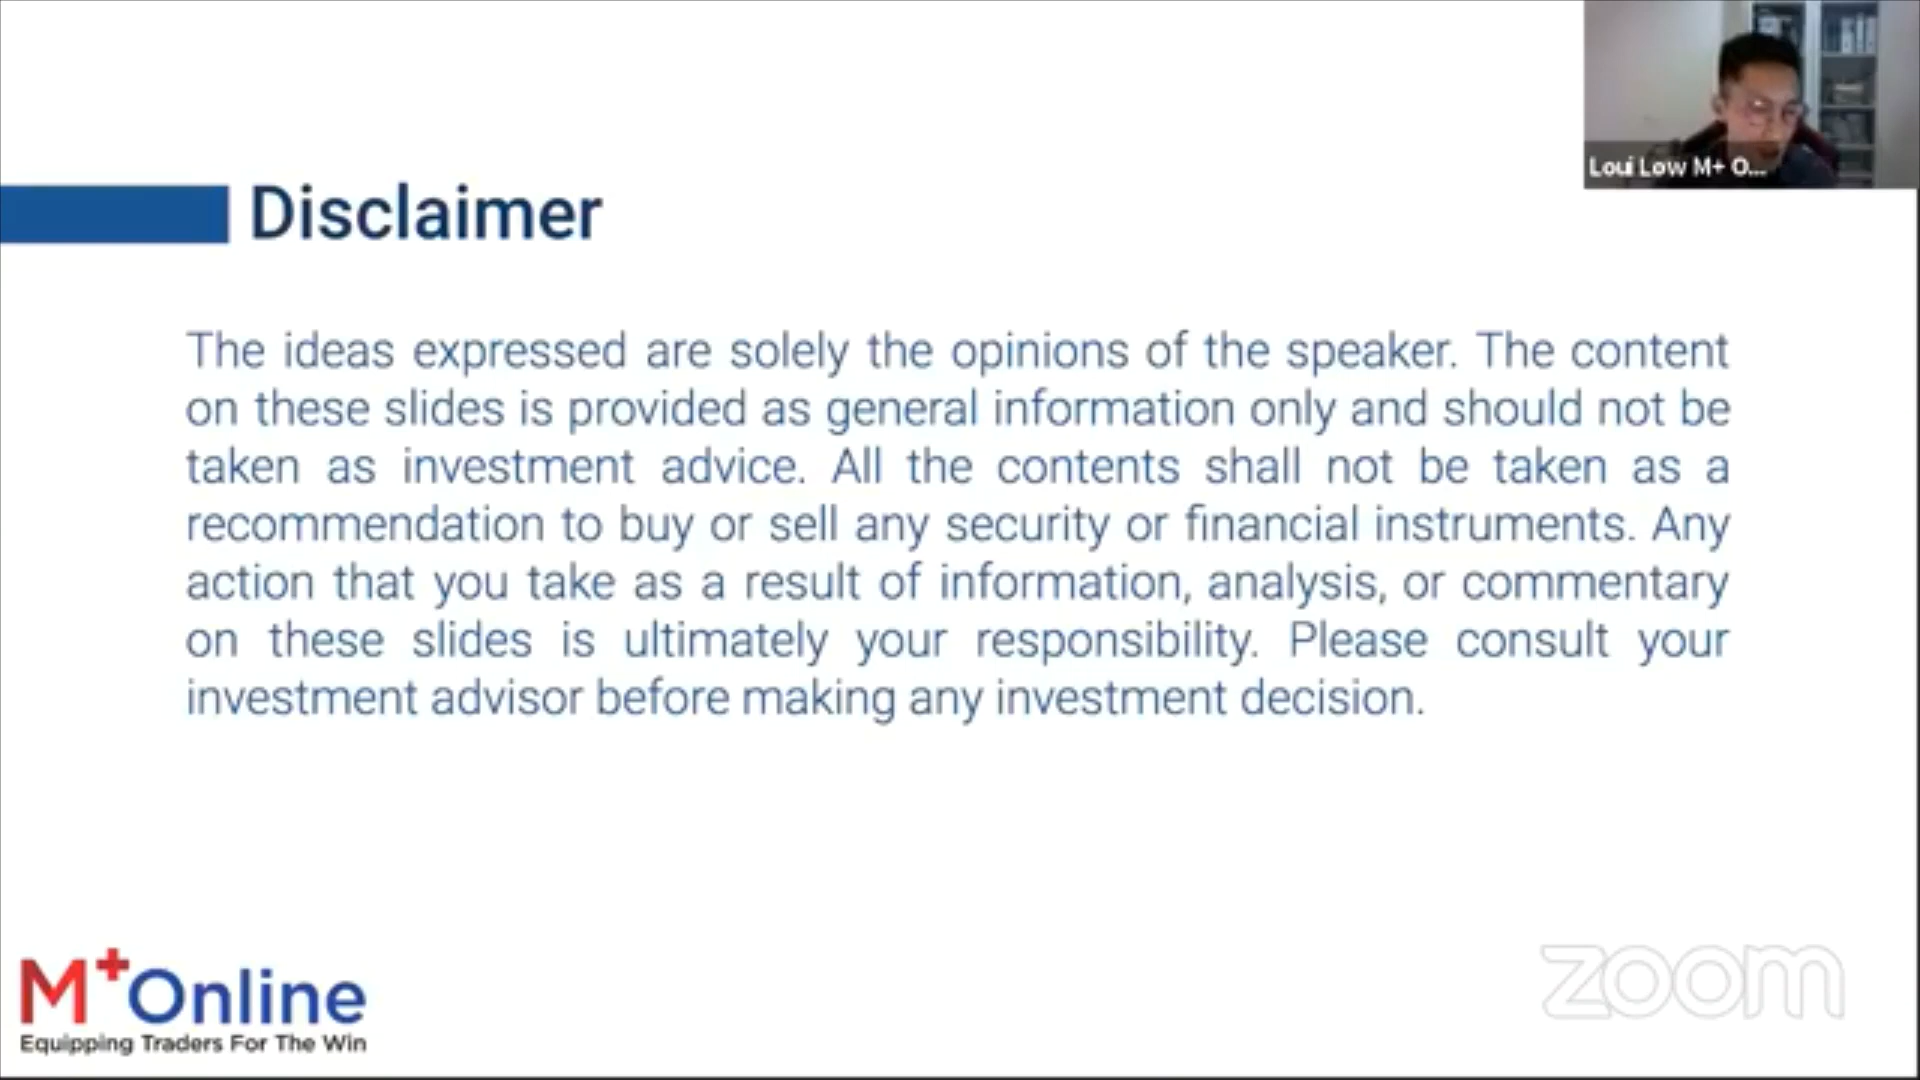 Loui Low M+ O...
Disclaimer
The ideas expressed are solely the opinions of the speaker. The content
on these slides is provided as general information only and should not be
taken as investment advice. All the contents shall not be taken as a
recommendation to buy or sell any security or financial instruments. Any
action that you take as a result of information, analysis, or commentary
on these slides is ultimately your responsibility. Please consult your
investment advisor before making any investment decision.
M+Online
Equipping Traders For The Win
zoom